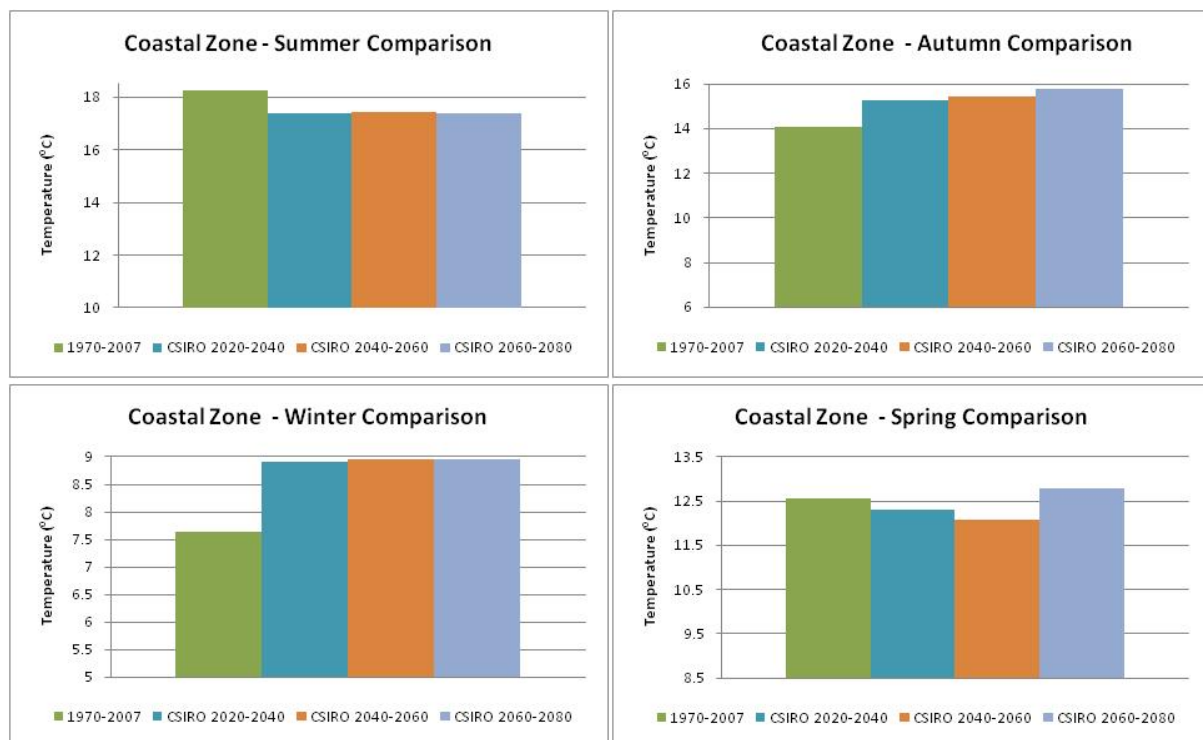 Coastal Zone - Summer Comparison
Temperature (⁰C)
18
16
14
12
10
1970-2007 CSIRO 2020-2040 CSIRO 2040-2060 CSIRO 2060-2080
Coastal Zone - Autumn Comparison
Temperature (⁰C)
16
14
12
10
8
6
1970-2007 CSIRO 2020-2040 CSIRO 2040-2060 CSIRO 2060-2080
Coastal Zone - Winter Comparison
Temperature (⁰C)
9
8.5
8
7.5
7
6.5
6
5.5
5
1970-2007 CSIRO 2020-2040 CSIRO 2040-2060 CSIRO 2060-2080
Coastal Zone - Spring Comparison
Temperature (⁰C)
13.5
12.5
11.5
10.5
9.5
8.5
1970-2007 CSIRO 2020-2040 CSIRO 2040-2060 CSIRO 2060-2080